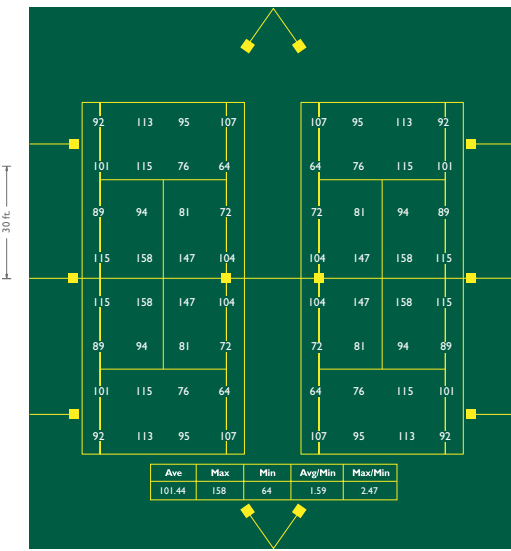 92 113 95 107 107 95 113 92
101 115 76 64 64 76 115 101
89 94 81 72 72 81 94 89
115 158 147 104 104 147 158 115
115 158 147 104 104 147 158 115
89 94 81 72 72 81 94 89
101 115 76 64 64 76 115 101
92 113 95 107 107 95 113 92
30 ft.
Ave Max Min Avg/Min Max/Min
101.44 158 64 1.59 2.47